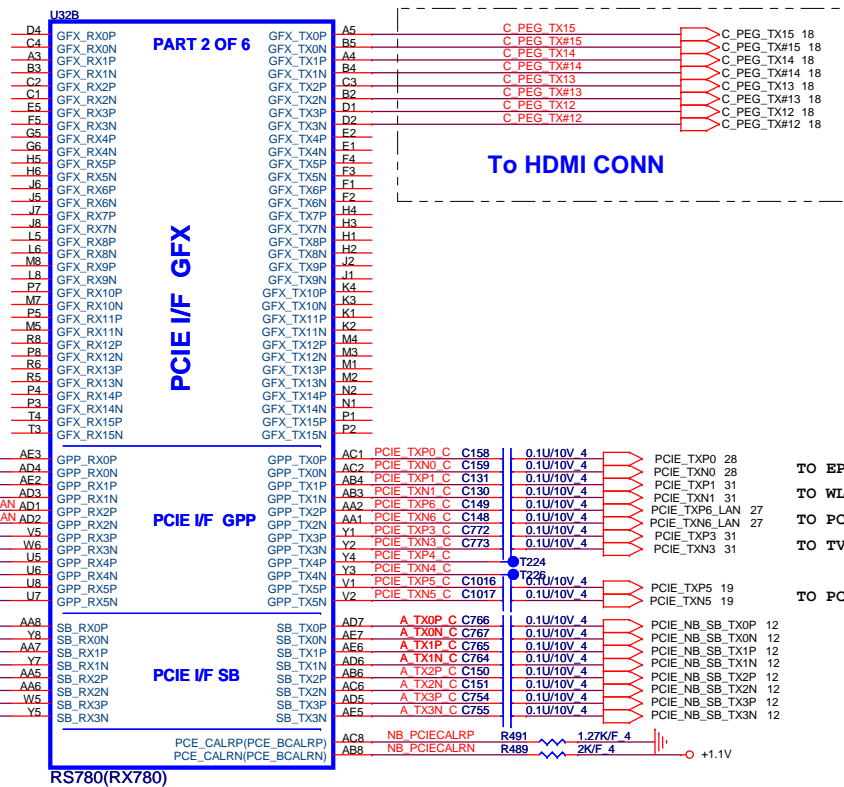 U32B
PART 2 OF 6
D4 GFX_RX0P GFX_TX0P A5 C_PEG_TX15 C_PEG_TX15 18
C4 GFX_RX0N GFX_TX0N B5 C_PEG_TX#15 C_PEG_TX#15 18
A3 GFX_RX1P GFX_TX1P A4 C_PEG_TX14 C_PEG_TX14 18
B3 GFX_RX1N GFX_TX1N B4 C_PEG_TX#14 C_PEG_TX#14 18
C2 GFX_RX2P GFX_TX2P C3 C_PEG_TX13 C_PEG_TX13 18
C1 GFX_RX2N GFX_TX2N B2 C_PEG_TX#13 C_PEG_TX#13 18
E5 GFX_RX3P GFX_TX3P D1 C_PEG_TX12 C_PEG_TX12 18
F5 GFX_RX3N GFX_TX3N D2 C_PEG_TX#12 C_PEG_TX#12 18
G5 GFX_RX4P GFX_TX4P E2
G6 GFX_RX4N GFX_TX4N E1
H5 GFX_RX5P GFX_TX5P F4
H6 GFX_RX5N GFX_TX5N F3
J6 GFX_RX6P GFX_TX6P F1
J5 GFX_RX6N GFX_TX6N F2
J7 GFX_RX7P GFX_TX7P H4
J8 GFX_RX7N GFX_TX7N H3
L5 GFX_RX8P GFX_TX8P H1
L6 GFX_RX8N GFX_TX8N H2
M8 GFX_RX9P GFX_TX9P J2
L8 GFX_RX9N GFX_TX9N J1
P7 GFX_RX10P GFX_TX10P K4
M7 GFX_RX10N GFX_TX10N K3
P5 GFX_RX11P GFX_TX11P K1
M5 GFX_RX11N GFX_TX11N K2
R8 GFX_RX12P GFX_TX12P M4
P8 GFX_RX12N GFX_TX12N M3
R6 GFX_RX13P GFX_TX13P M1
R5 GFX_RX13N GFX_TX13N M2
P4 GFX_RX14P GFX_TX14P N2
P3 GFX_RX14N GFX_TX14N N1
T4 GFX_RX15P GFX_TX15P P1
T3 GFX_RX15N GFX_TX15N P2
PCIE I/F GFX
To HDMI CONN
AE3 GPP_RX0P GPP_TX0P AC1 PCIE_TXP0_C C158 0.1U/10V_4 PCIE_TXP0 28
AD4 GPP_RX0N GPP_TX0N AC2 PCIE_TXN0_C C159 0.1U/10V_4 PCIE_TXN0 28 TO EP
AE2 GPP_RX1P GPP_TX1P AB4 PCIE_TXP1_C C131 0.1U/10V_4 PCIE_TXP1 31
AD3 GPP_RX1N GPP_TX1N AB3 PCIE_TXN1_C C130 0.1U/10V_4 PCIE_TXN1 31 TO WL
AN AD1 GPP_RX2P GPP_TX2P AA2 PCIE_TXP6_C C149 0.1U/10V_4 PCIE_TXP6_LAN 27
AN AD2 GPP_RX2N GPP_TX2N AA1 PCIE_TXN6_C C148 0.1U/10V_4 PCIE_TXN6_LAN 27 TO PC
V5 GPP_RX3P GPP_TX3P Y1 PCIE_TXP3_C C772 0.1U/10V_4 PCIE_TXP3 31
W6 GPP_RX3N GPP_TX3N Y2 PCIE_TXN3_C C773 0.1U/10V_4 PCIE_TXN3 31 TO TV
U5 GPP_RX4P GPP_TX4P Y4 PCIE_TXP4_C T224
U6 GPP_RX4N GPP_TX4N Y3 PCIE_TXN4_C T226
U8 GPP_RX5P GPP_TX5P V1 PCIE_TXP5_C C1016 0.1U/10V_4 PCIE_TXP5 19
U7 GPP_RX5N GPP_TX5N V2 PCIE_TXN5_C C1017 0.1U/10V_4 PCIE_TXN5 19 TO PC
PCIE I/F GPP
AA8 SB_RX0P SB_TX0P AD7 A_TX0P_C C766 0.1U/10V_4 PCIE_NB_SB_TX0P 12
Y8 SB_RX0N SB_TX0N AE7 A_TX0N_C C767 0.1U/10V_4 PCIE_NB_SB_TX0N 12
AA7 SB_RX1P SB_TX1P AE6 A_TX1P_C C765 0.1U/10V_4 PCIE_NB_SB_TX1P 12
Y7 SB_RX1N SB_TX1N AD6 A_TX1N_C C764 0.1U/10V_4 PCIE_NB_SB_TX1N 12
AA5 SB_RX2P SB_TX2P AB6 A_TX2P_C C150 0.1U/10V_4 PCIE_NB_SB_TX2P 12
AA6 SB_RX2N SB_TX2N AC6 A_TX2N_C C151 0.1U/10V_4 PCIE_NB_SB_TX2N 12
W5 SB_RX3P SB_TX3P AD5 A_TX3P_C C754 0.1U/10V_4 PCIE_NB_SB_TX3P 12
Y5 SB_RX3N SB_TX3N AE5 A_TX3N_C C755 0.1U/10V_4 PCIE_NB_SB_TX3N 12
PCIE I/F SB
PCE_CALRP(PCE_BCALRP) AC8 NB_PCIECALRP R491 1.27K/F_4
PCE_CALRN(PCE_BCALRN) AB8 NB_PCIECALRN R489 2K/F_4 +1.1V
RS780(RX780)